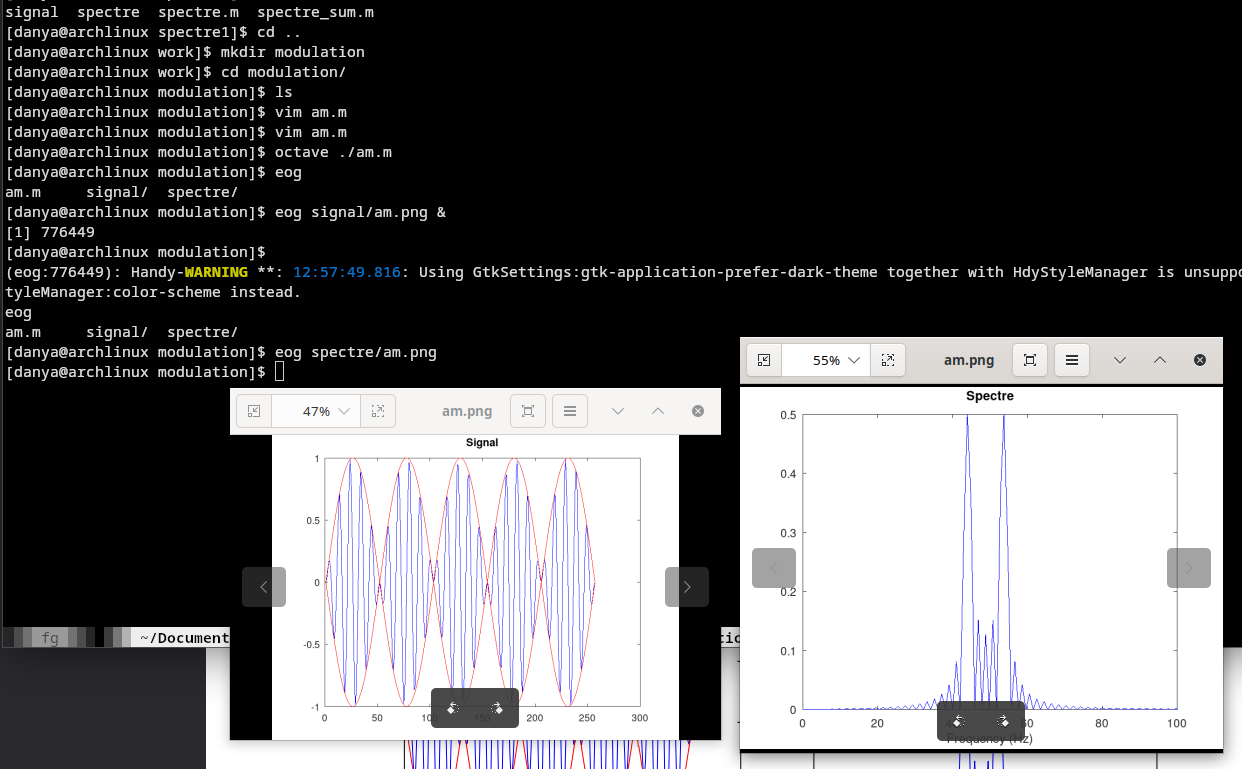 signal  spectre  spectre.m  spectre_sum.m
[danya@archlinux spectre1]$ cd ..
[danya@archlinux work]$ mkdir modulation
[danya@archlinux work]$ cd modulation/
[danya@archlinux modulation]$ ls
[danya@archlinux modulation]$ vim am.m
[danya@archlinux modulation]$ vim am.m
[danya@archlinux modulation]$ octave ./am.m
[danya@archlinux modulation]$ eog
am.m     signal/  spectre/
[danya@archlinux modulation]$ eog signal/am.png &
[1] 776449
[danya@archlinux modulation]$
(eog:776449): Handy-WARNING **: 12:57:49.816: Using GtkSettings:gtk-application-prefer-dark-theme together with HdyStyleManager is unsuppo
tyleManager:color-scheme instead.
eog
am.m     signal/  spectre/
[danya@archlinux modulation]$ eog spectre/am.png
[danya@archlinux modulation]$
55%
am.png
Spectre
0.5
0.4
0.3
0.2
0.1
0
0 20 40 60 80 100
Frequency (Hz)
47%
am.png
Signal
1
0.5
0
-0.5
-1
0 50 100 150 200 250 300
fg
~/Document